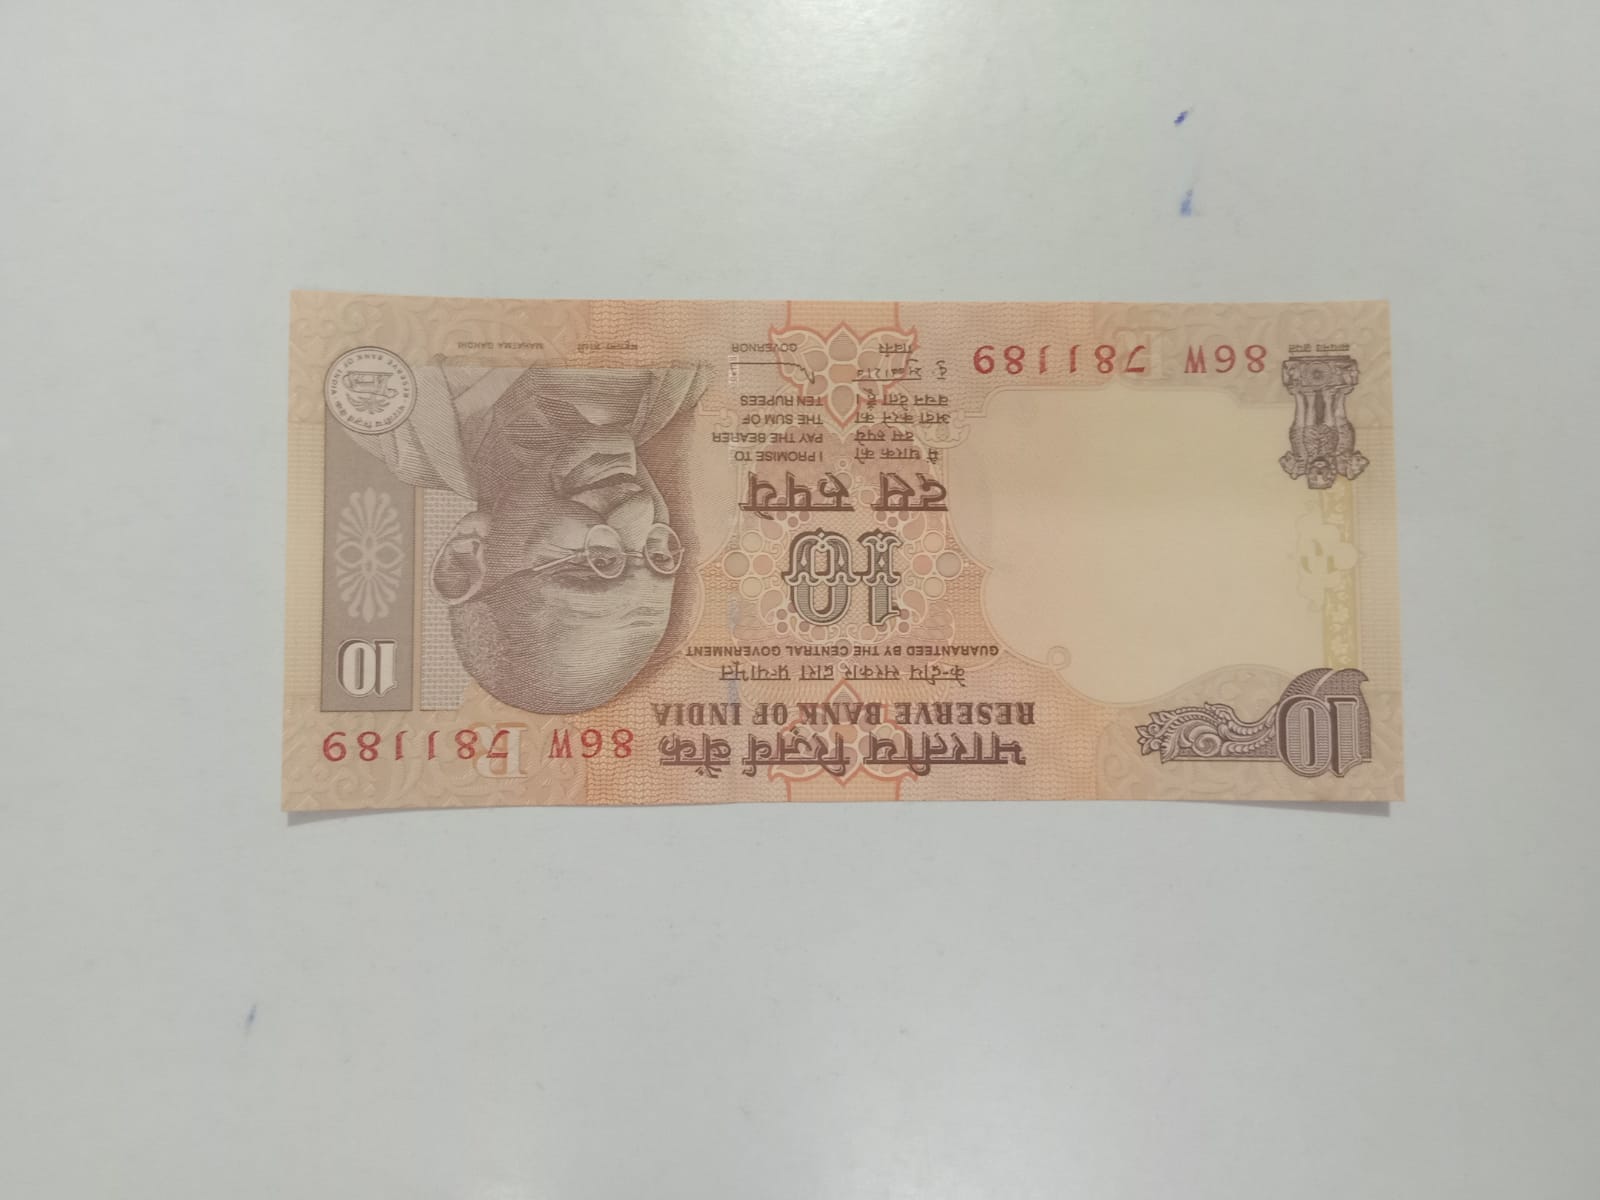 10
भारतीय रिज़र्व बैंक
RESERVE BANK OF INDIA
86W 781189
केन्द्रीय सरकार द्वारा प्रत्याभूत
GUARANTEED BY THE CENTRAL GOVERNMENT
10
10
दस रुपये
मैं धारक को
दस रुपये
अदा करने का
वचन देता हूँ।
I PROMISE TO
PAY THE BEARER
THE SUM OF
TEN RUPEES
गवर्नर
GOVERNOR
सत्यमेव जयते
86W 781189
R
R
महात्मा गांधी
MAHATMA GANDHI
भारतीय रिज़र्व बैंक
RESERVE BANK OF INDIA